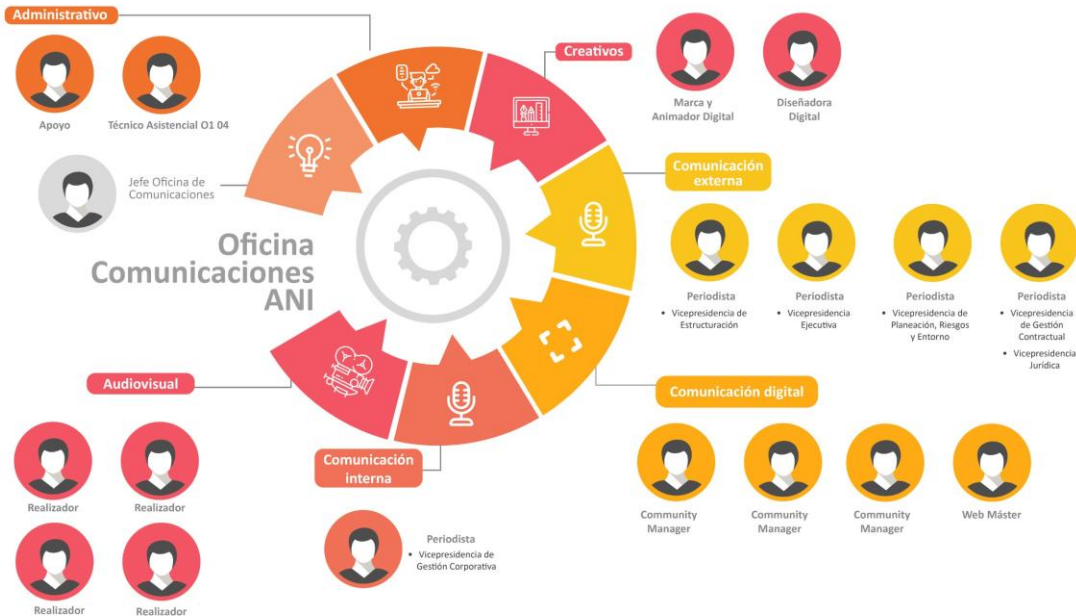 Administrativo
Apoyo
Técnico Asistencial O1 04
Jefe Oficina de
Comunicaciones
Oficina
Comunicaciones
ANI
Creativos
Marca y
Animador Digital
Diseñadora
Digital
Comunicación
externa
Periodista
• Vicepresidencia de
Estructuración
Periodista
• Vicepresidencia
Ejecutiva
Periodista
• Vicepresidencia de
Planeación, Riesgos
y Entorno
Periodista
• Vicepresidencia
de Gestión
Contractual
• Vicepresidencia
Jurídica
Comunicación digital
Community
Manager
Community
Manager
Community
Manager
Web Máster
Comunicación
interna
Periodista
• Vicepresidencia de
Gestión Corporativa
Audiovisual
Realizador
Realizador
Realizador
Realizador